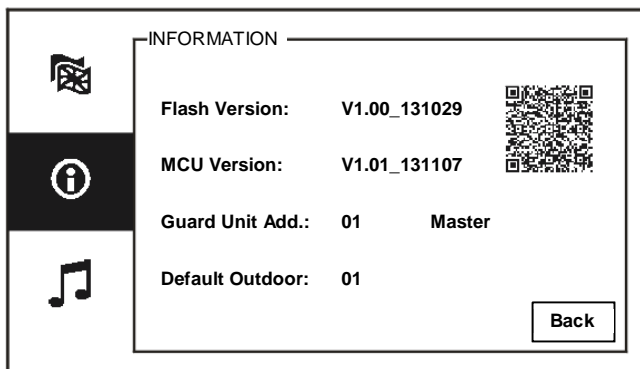 INFORMATION
Flash Version: V1.00_131029
MCU Version: V1.01_131107
Guard Unit Add.: 01 Master
Default Outdoor: 01
Back